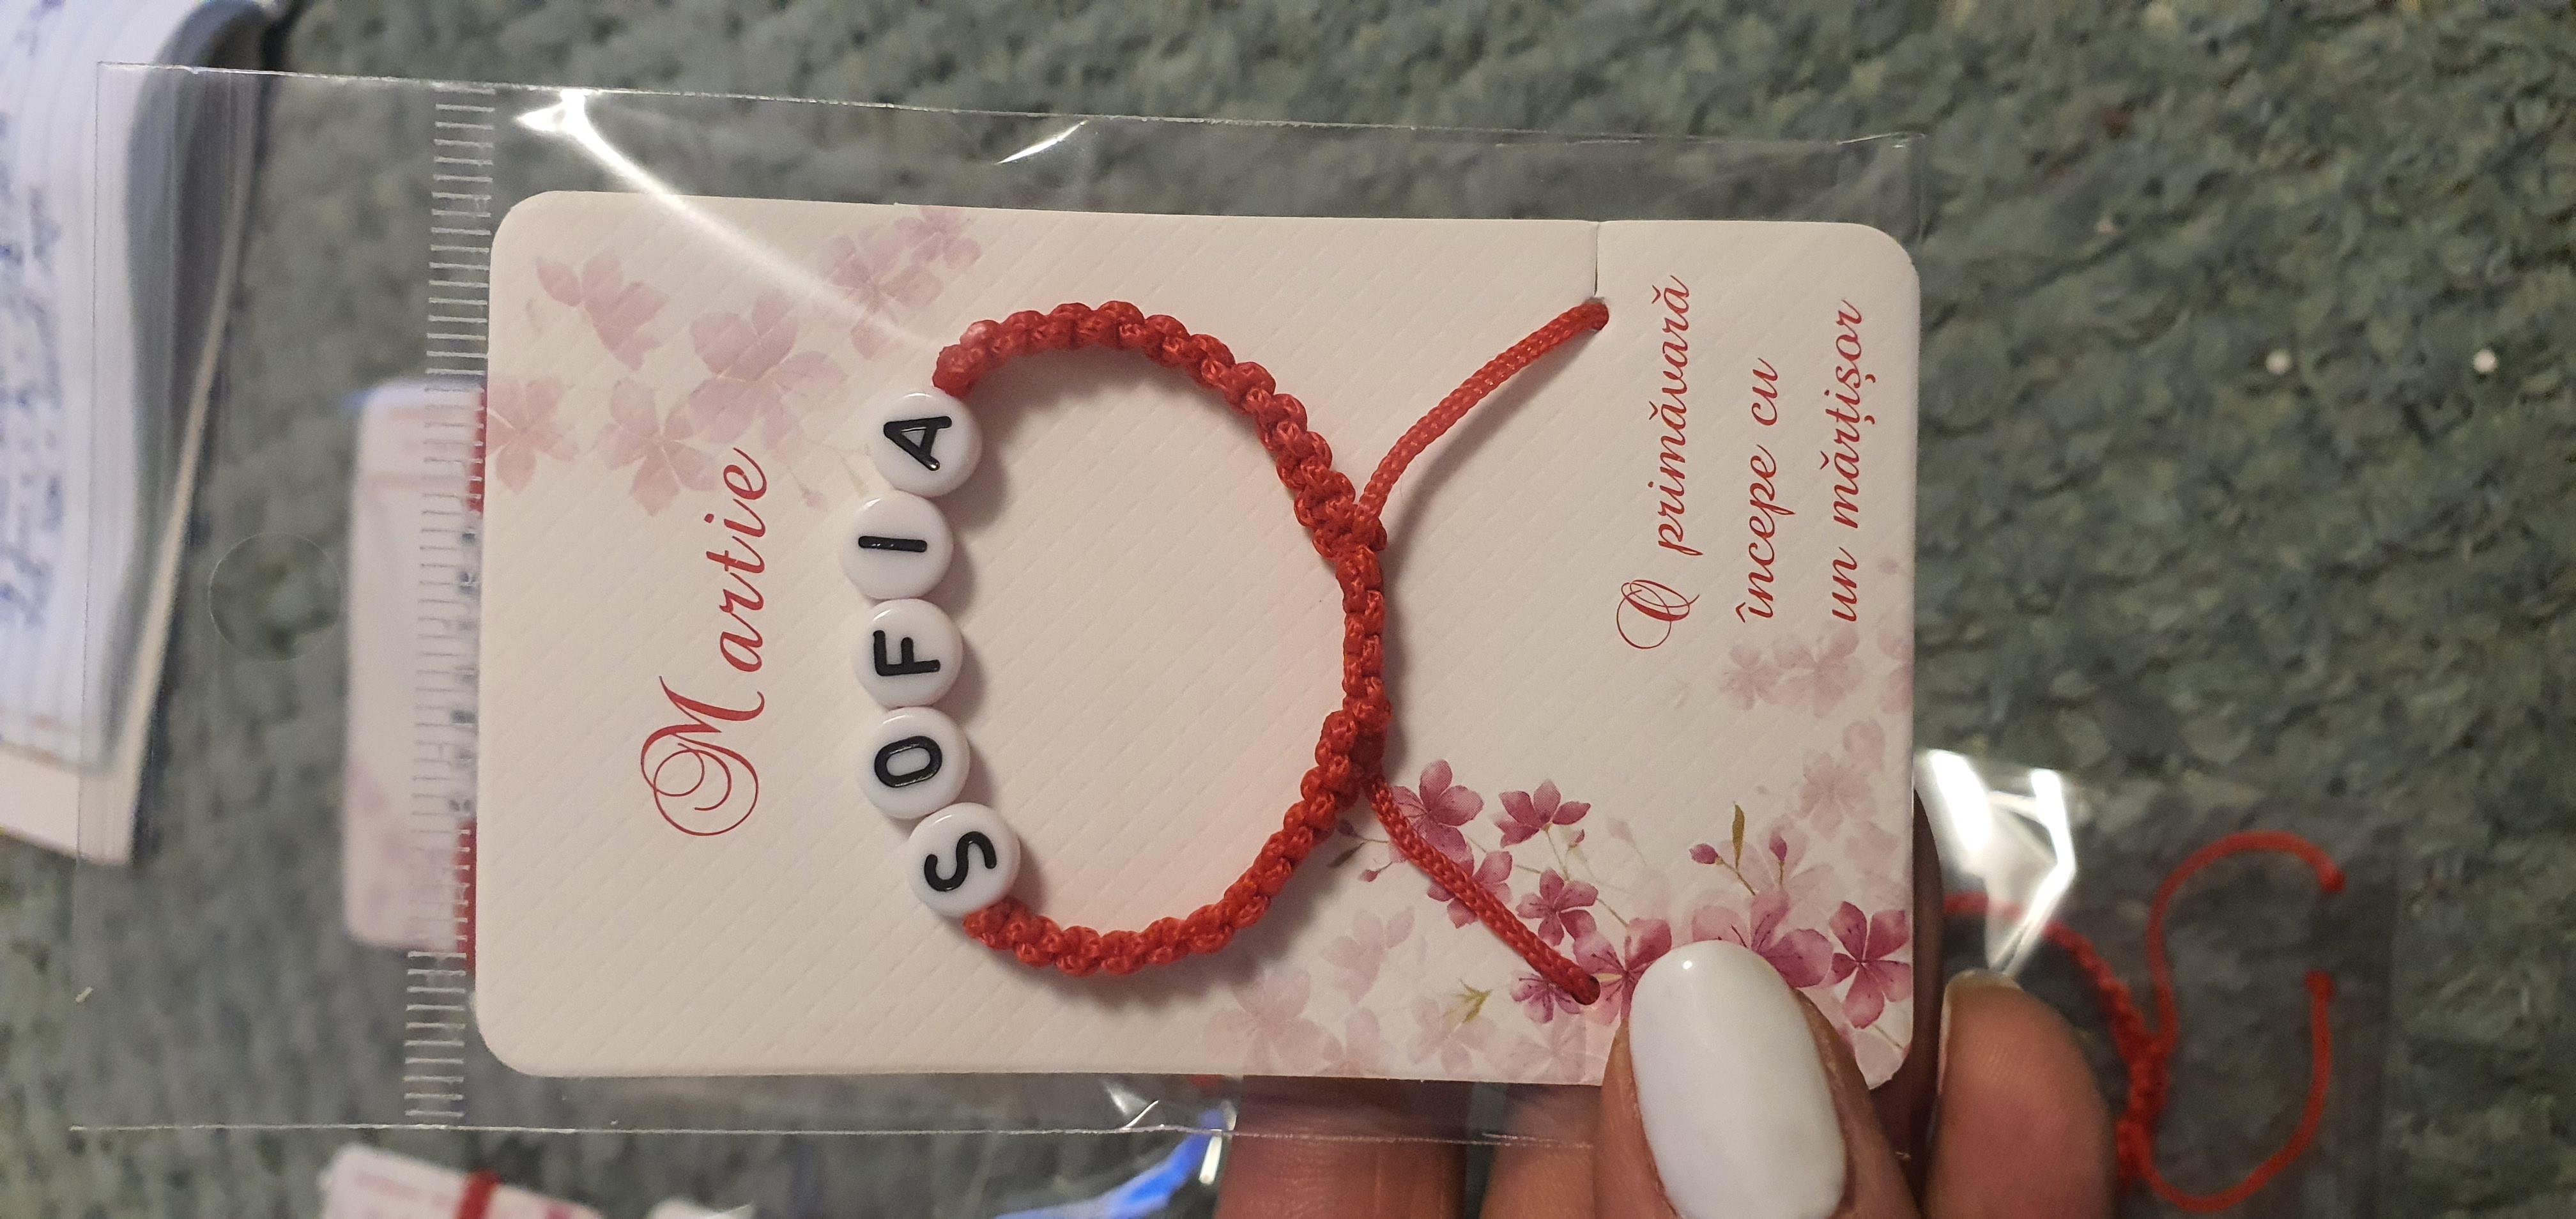 Martie
SOFIA
O primăvară
începe cu
un mărțișor